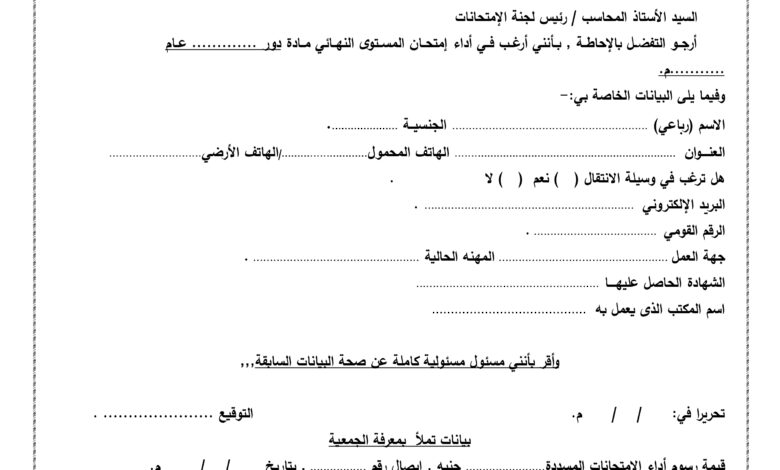 السيد الأستاذ المحاسب / رئيس لجنة الإمتحانات
أرجو التفضل بالإحاطة , بأنني أرغب في أداء إمتحان المستوى النهائي مادة دور ............. عام
...........م.
وفيما يلى البيانات الخاصة بي:-
الاسم (رباعي) ................................................ الجنسية .................... .
العنوان ................................................ الهاتف المحمول........................../الهاتف الأرضي............................
هل ترغب في وسيلة الانتقال ( ) نعم ( ) لا .
البريد الإلكتروني ................................................ .
الرقم القومي .................................... .
جهة العمل ................................................ المهنه الحالية ................................................ .
الشهادة الحاصل عليها ................................................
اسم المكتب الذى يعمل به ....................................
وأقر بأنني مسئول مسئولية كاملة عن صحة البيانات السابقة,,,
تحريرا في: / / م. التوقيع ...................... .
بيانات تملأ بمعرفة الجمعية
قيمة رسوم أداء الامتحانات المسددة........................ جنيه . ايصال رقم ................. . بتاريخ / / م.